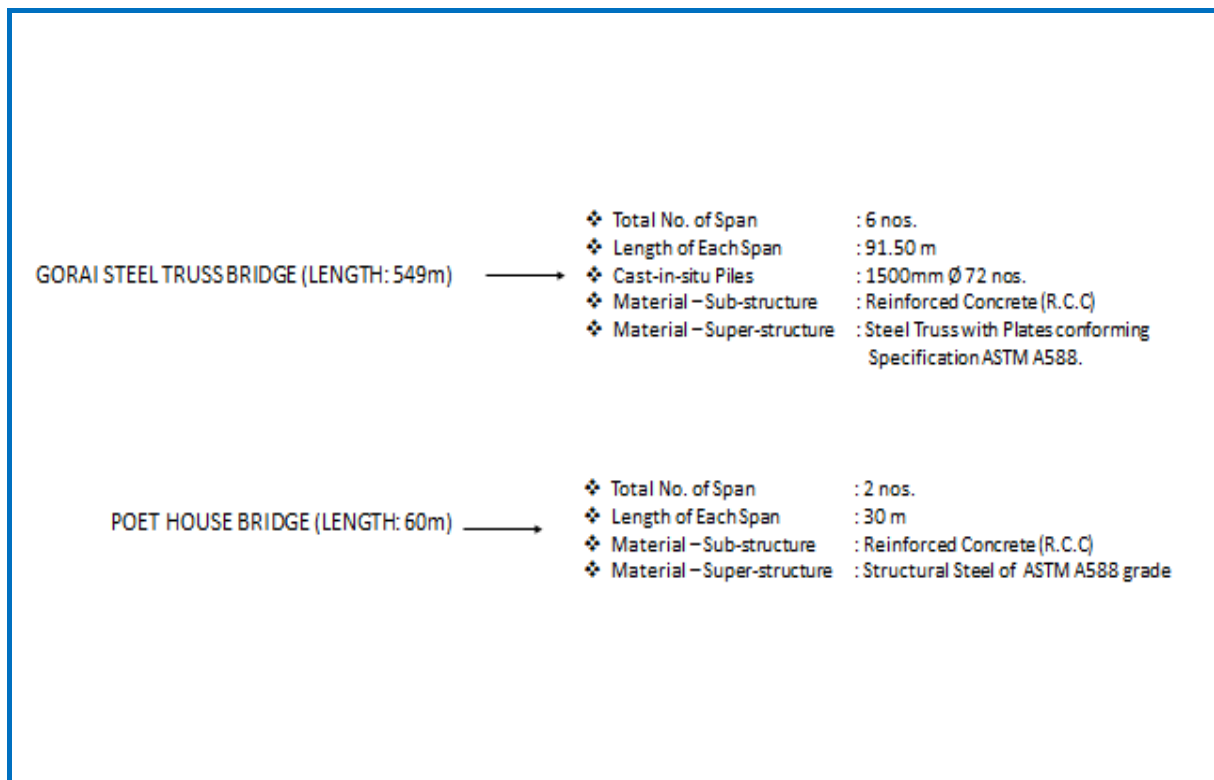 GORAI STEEL TRUSS BRIDGE (LENGTH: 549m)
❖ Total No. of Span : 6 nos.
❖ Length of Each Span : 91.50 m
❖ Cast-in-situ Piles : 1500mm Ø 72 nos.
❖ Material – Sub-structure : Reinforced Concrete (R.C.C)
❖ Material – Super-structure : Steel Truss with Plates conforming
Specification ASTM A588.
POET HOUSE BRIDGE (LENGTH: 60m)
❖ Total No. of Span : 2 nos.
❖ Length of Each Span : 30 m
❖ Material – Sub-structure : Reinforced Concrete (R.C.C)
❖ Material – Super-structure : Structural Steel of ASTM A588 grade